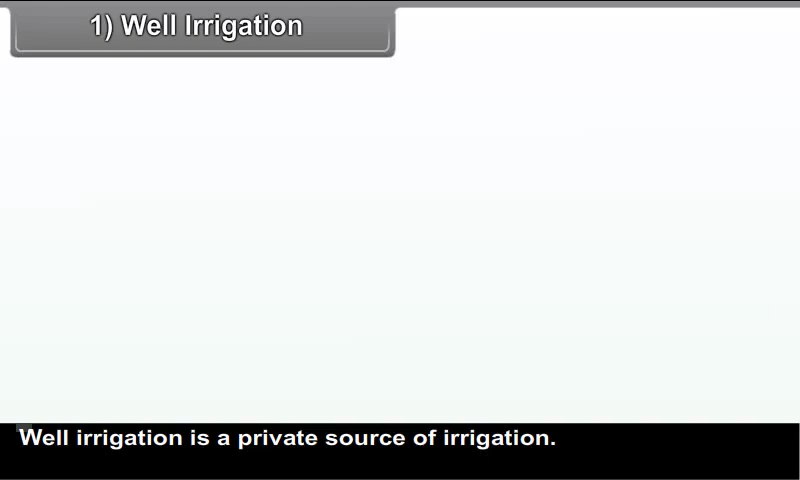 1) Well Irrigation
Well irrigation is a private source of irrigation.